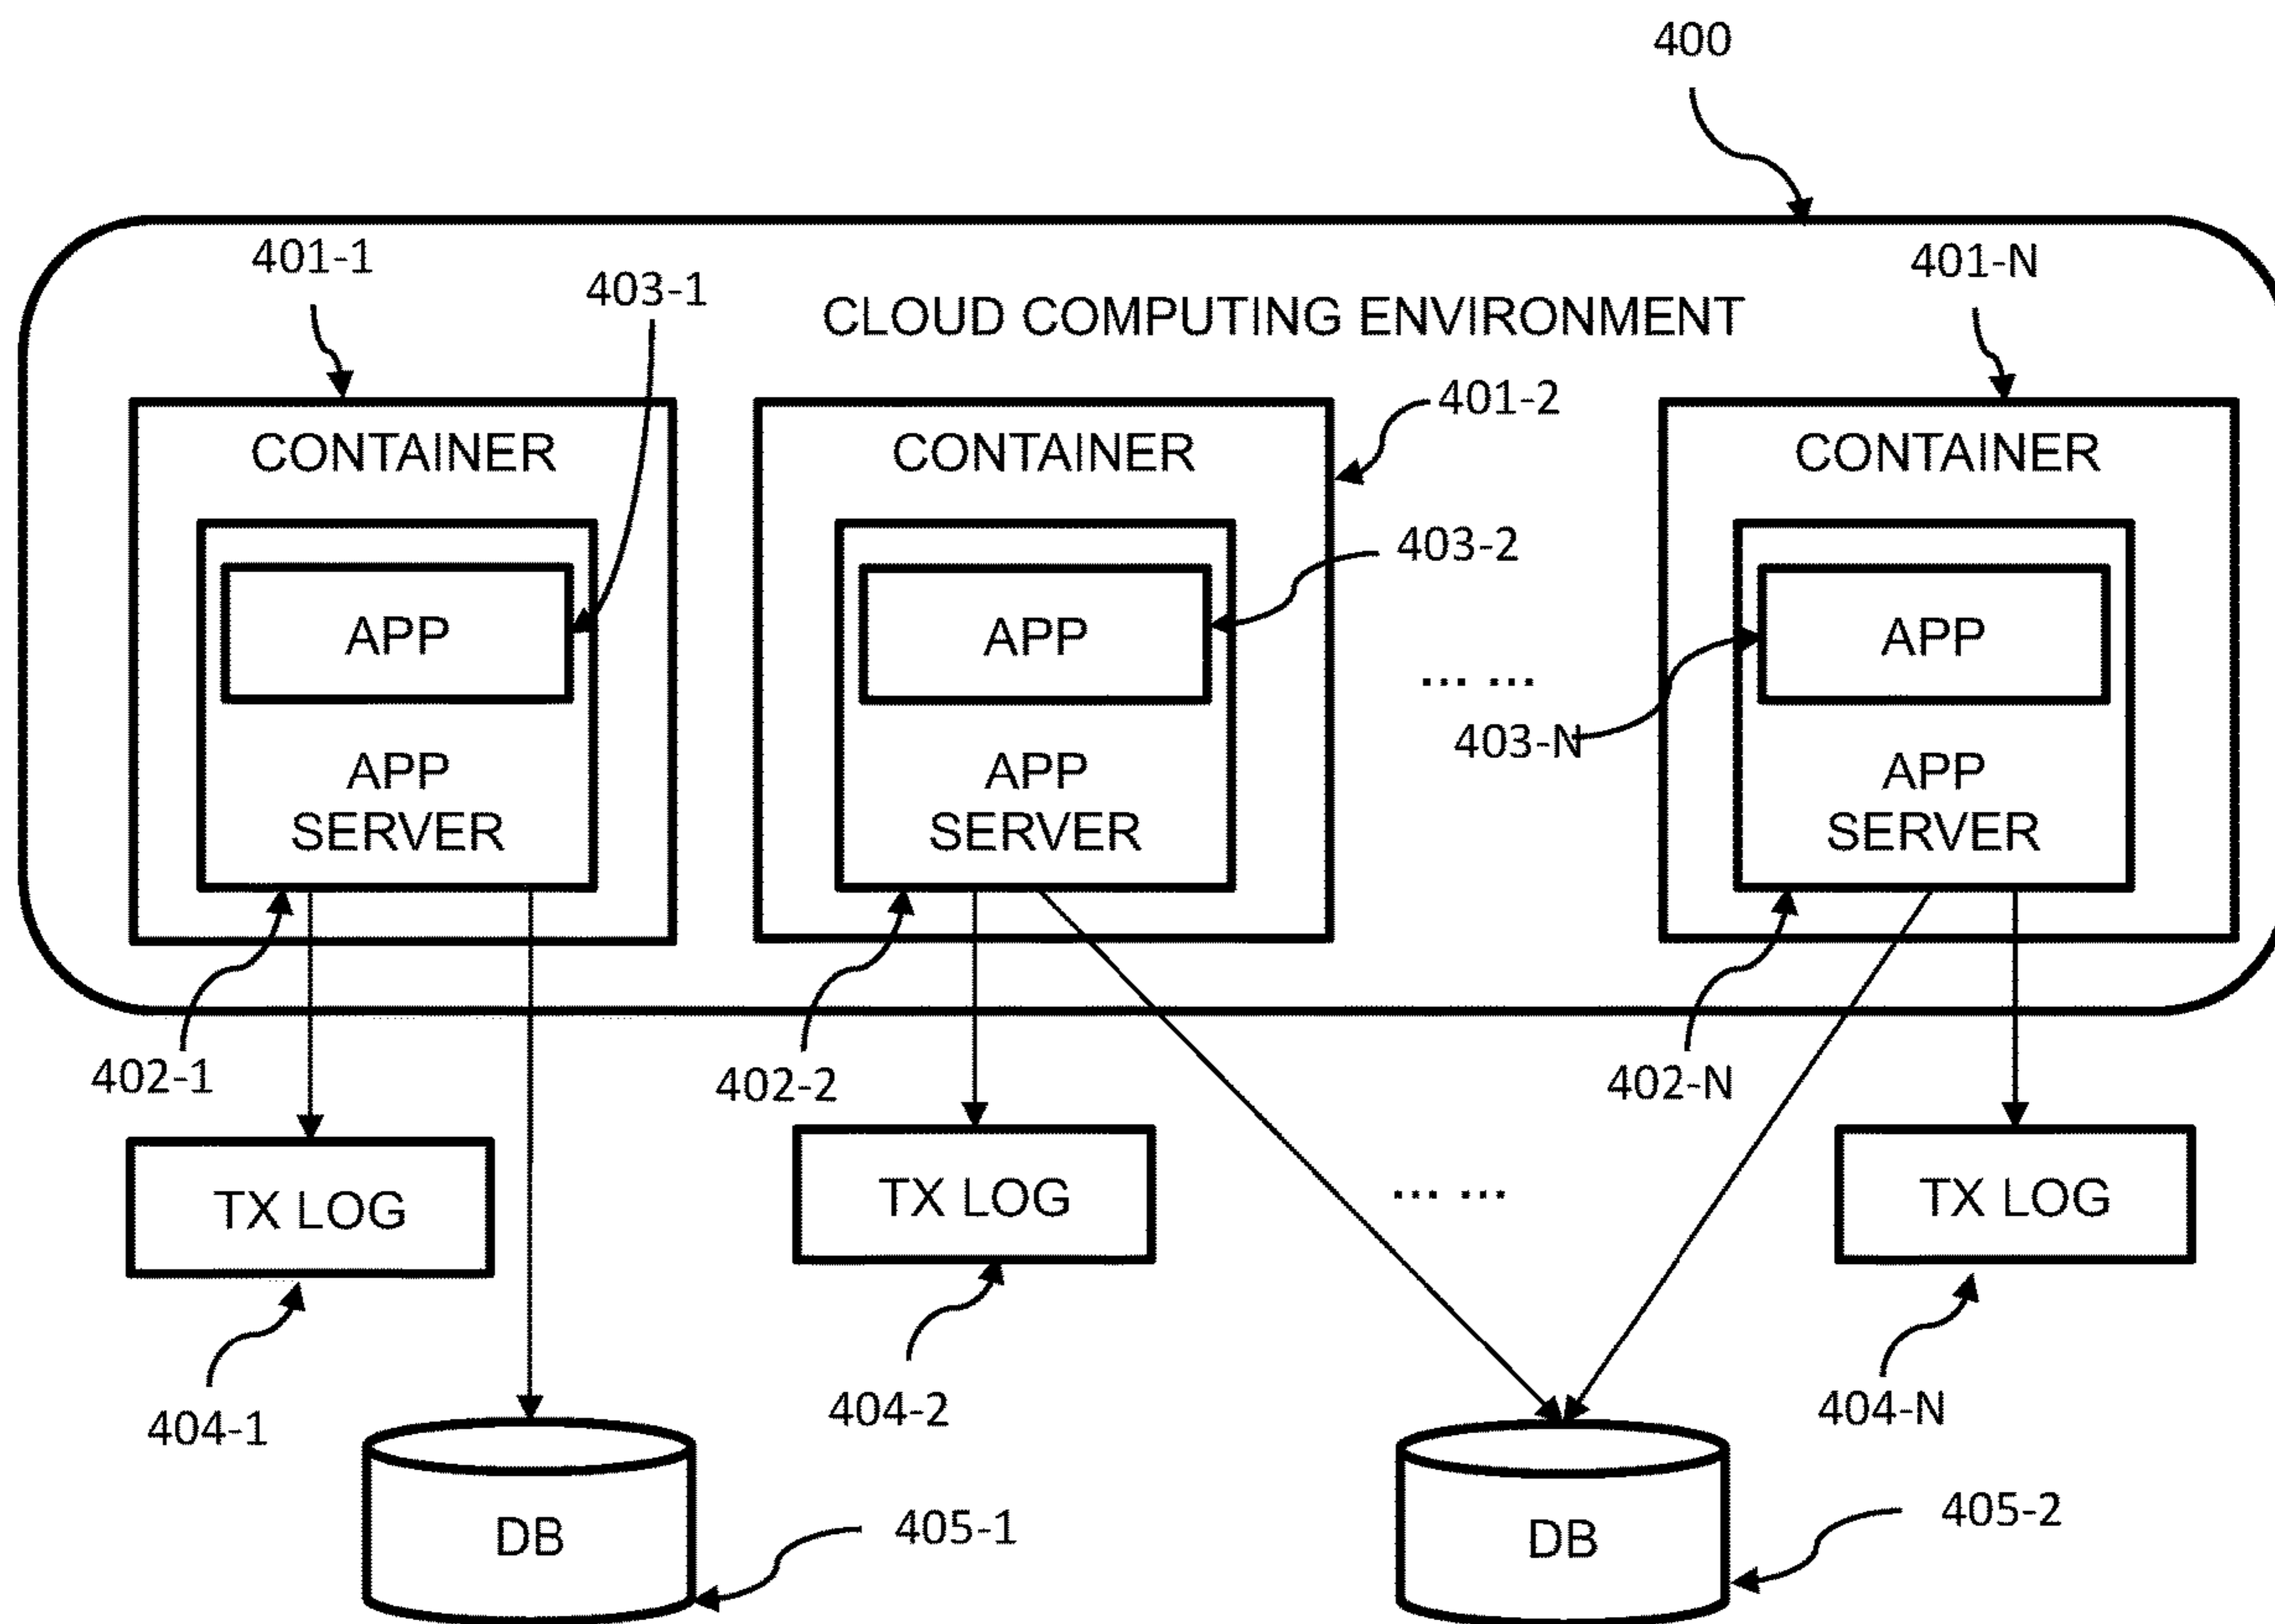 400
401-1
403-1
CLOUD COMPUTING ENVIRONMENT
401-N
401-2
CONTAINER
CONTAINER
CONTAINER
403-2
APP
APP
APP
... ...
403-N
APP
SERVER
APP
SERVER
APP
SERVER
402-1
402-2
402-N
TX LOG
TX LOG
... ...
TX LOG
404-1
404-2
404-N
DB
405-1
DB
405-2